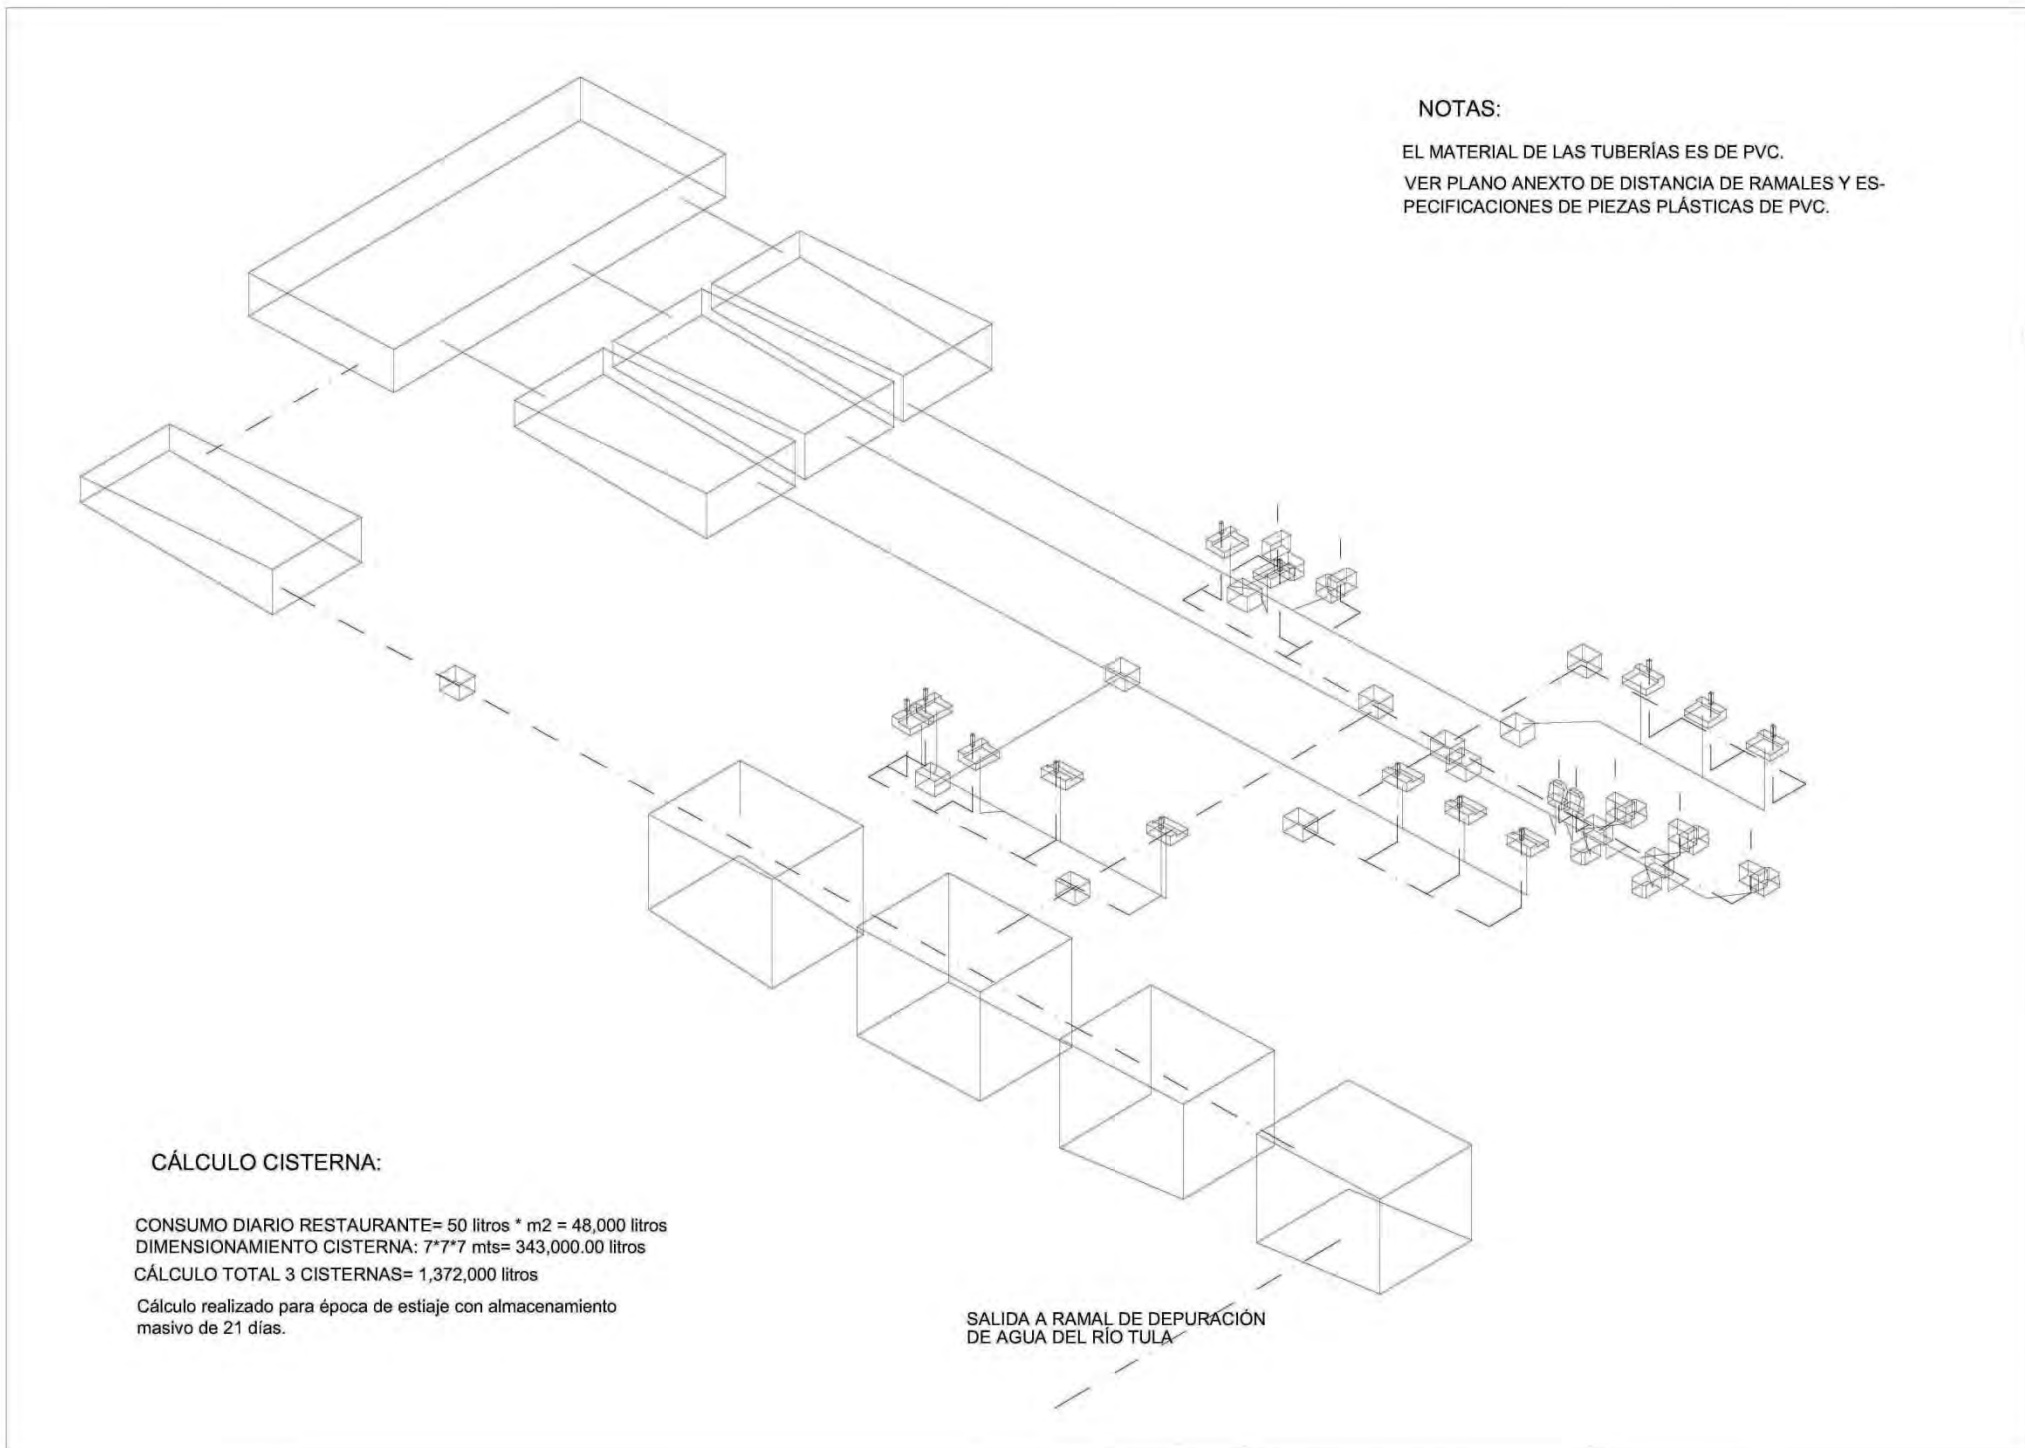 NOTAS:
EL MATERIAL DE LAS TUBERÍAS ES DE PVC.
VER PLANO ANEXTO DE DISTANCIA DE RAMALES Y ES-
PECIFICACIONES DE PIEZAS PLÁSTICAS DE PVC.
CÁLCULO CISTERNA:
CONSUMO DIARIO RESTAURANTE= 50 litros * m2 = 48,000 litros
DIMENSIONAMIENTO CISTERNA: 7*7*7 mts= 343,000.00 litros
CÁLCULO TOTAL 3 CISTERNAS= 1,372,000 litros
Cálculo realizado para época de estiaje con almacenamiento
masivo de 21 días.
SALIDA A RAMAL DE DEPURACIÓN
DE AGUA DEL RÍO TULA